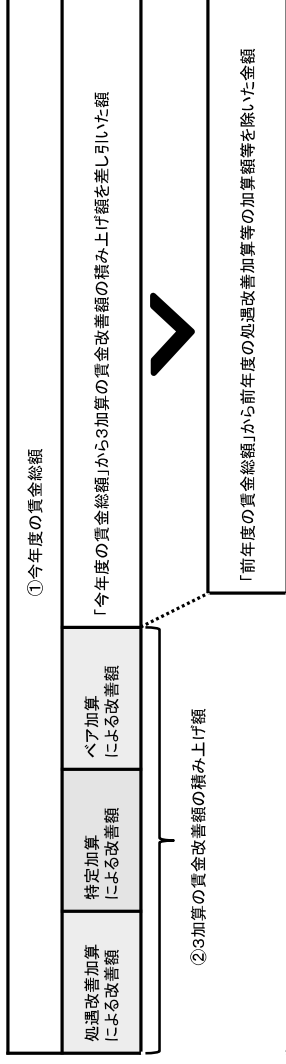 ①今年度の賃金総額
処遇改善加算
による改善額
特定加算
による改善額
ベア加算
による改善額
「今年度の賃金総額」から3加算の賃金改善額の積み上げ額を差し引いた額
②3加算の賃金改善額の積み上げ額
「前年度の賃金総額」から前年度の処遇改善加算等の加算額等を除いた金額